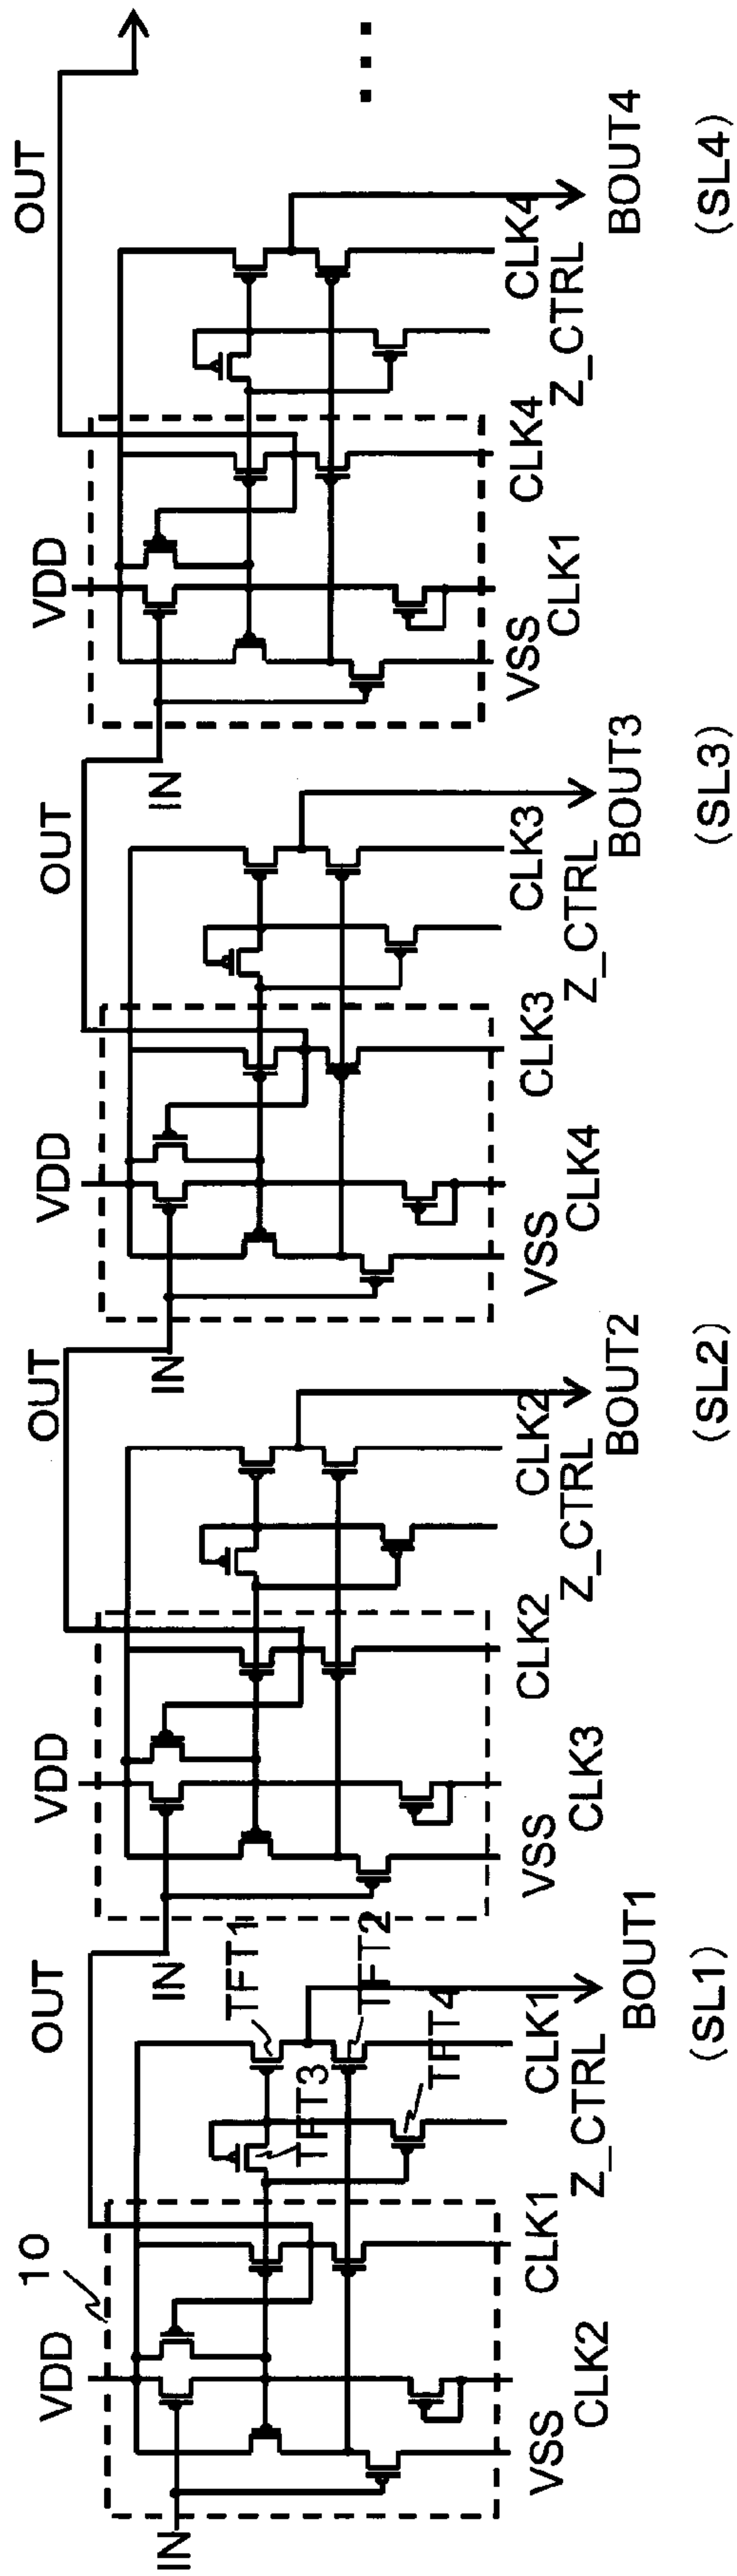 OUT
BOUT4
(SL4)
CLK4
Z_CTRL
CLK4
VDD
CLK1
VSS
IN
OUT
BOUT3
(SL3)
CLK3
Z_CTRL
CLK3
VDD
CLK4
VSS
IN
OUT
BOUT2
(SL2)
CLK2
Z_CTRL
CLK2
VDD
CLK3
VSS
IN
OUT
TFT1
TFT2
BOUT1
(SL1)
TFT3
TFT4
CLK1
Z_CTRL
10
CLK1
VDD
CLK2
VSS
IN